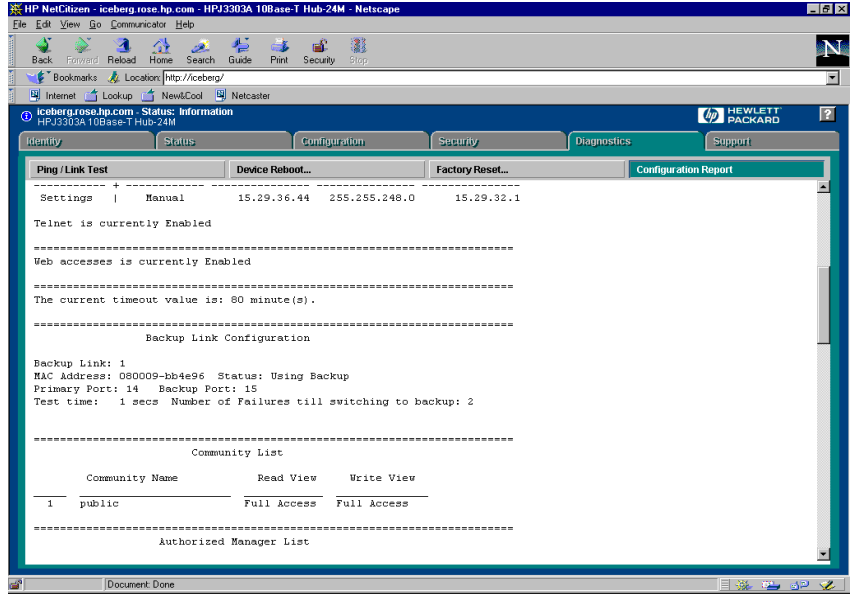 HP NetCitizen - iceberg.rose.hp.com - HPJ3303A 10Base-T Hub-24M - Netscape
File Edit View Go Communicator Help
Back Forward Reload Home Search Guide Print Security Stop
N
Bookmarks Location: http://iceberg/
Internet Lookup New&Cool Netcaster
iceberg.rose.hp.com - Status: Information
HPJ3303A 10Base-T Hub-24M
hp HEWLETT PACKARD ?
Identity Status Configuration Security Diagnostics Support
Ping / Link Test Device Reboot... Factory Reset... Configuration Report
----------- + ----------- --------------- --------------- ---------------
Settings | Manual 15.29.36.44 255.255.248.0 15.29.32.1
Telnet is currently Enabled
=========================================================================
Web accesses is currently Enabled
=========================================================================
The current timeout value is: 80 minute(s).
=========================================================================
Backup Link Configuration
Backup Link: 1
MAC Address: 080009-bb4e96 Status: Using Backup
Primary Port: 14 Backup Port: 15
Test time: 1 secs Number of Failures till switching to backup: 2
=========================================================================
Community List
Community Name Read View Write View
1 public Full Access Full Access
=========================================================================
Authorized Manager List
Document: Done